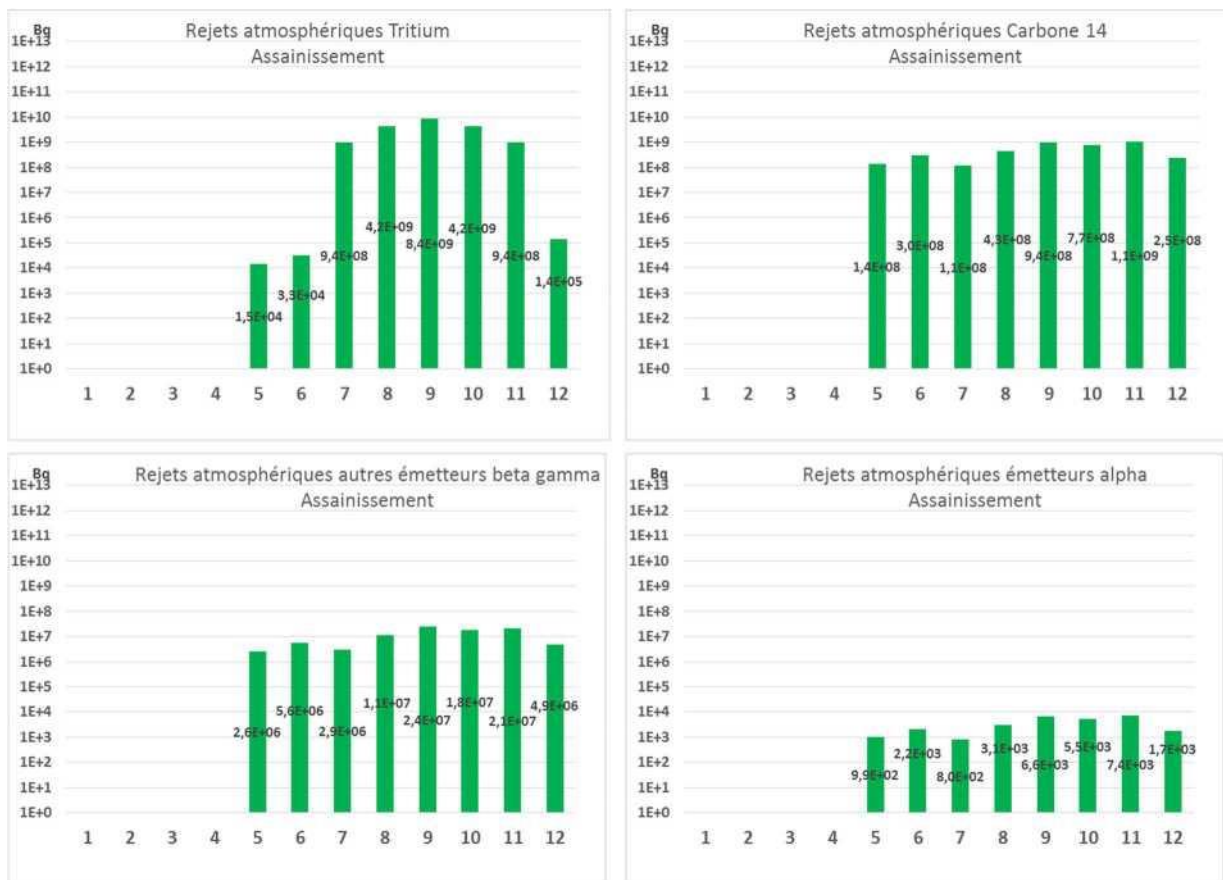 Bq
Rejets atmosphériques Tritium
Assainissement
1E+13
1E+12
1E+11
1E+10
1E+9
1E+8
1E+7
1E+6
1E+5
1E+4
1E+3
1E+2
1E+1
1E+0
1,5E+04 3,3E+04 9,4E+08 4,2E+09 8,4E+09 4,2E+09 9,4E+08 1,4E+05
1 2 3 4 5 6 7 8 9 10 11 12
Bq
Rejets atmosphériques Carbone 14
Assainissement
1E+13
1E+12
1E+11
1E+10
1E+9
1E+8
1E+7
1E+6
1E+5
1E+4
1E+3
1E+2
1E+1
1E+0
1,4E+08 3,0E+08 1,1E+08 4,3E+08 9,4E+08 7,7E+08 1,1E+09 2,5E+08
1 2 3 4 5 6 7 8 9 10 11 12
Bq
Rejets atmosphériques autres émetteurs beta gamma
Assainissement
1E+13
1E+12
1E+11
1E+10
1E+9
1E+8
1E+7
1E+6
1E+5
1E+4
1E+3
1E+2
1E+1
1E+0
2,6E+06 5,6E+06 2,9E+06 1,1E+07 2,4E+07 1,8E+07 2,1E+07 4,9E+06
1 2 3 4 5 6 7 8 9 10 11 12
Bq
Rejets atmosphériques émetteurs alpha
Assainissement
1E+13
1E+12
1E+11
1E+10
1E+9
1E+8
1E+7
1E+6
1E+5
1E+4
1E+3
1E+2
1E+1
1E+0
9,9E+02 2,2E+03 8,0E+02 3,1E+03 6,6E+03 5,5E+03 7,4E+03 1,7E+03
1 2 3 4 5 6 7 8 9 10 11 12